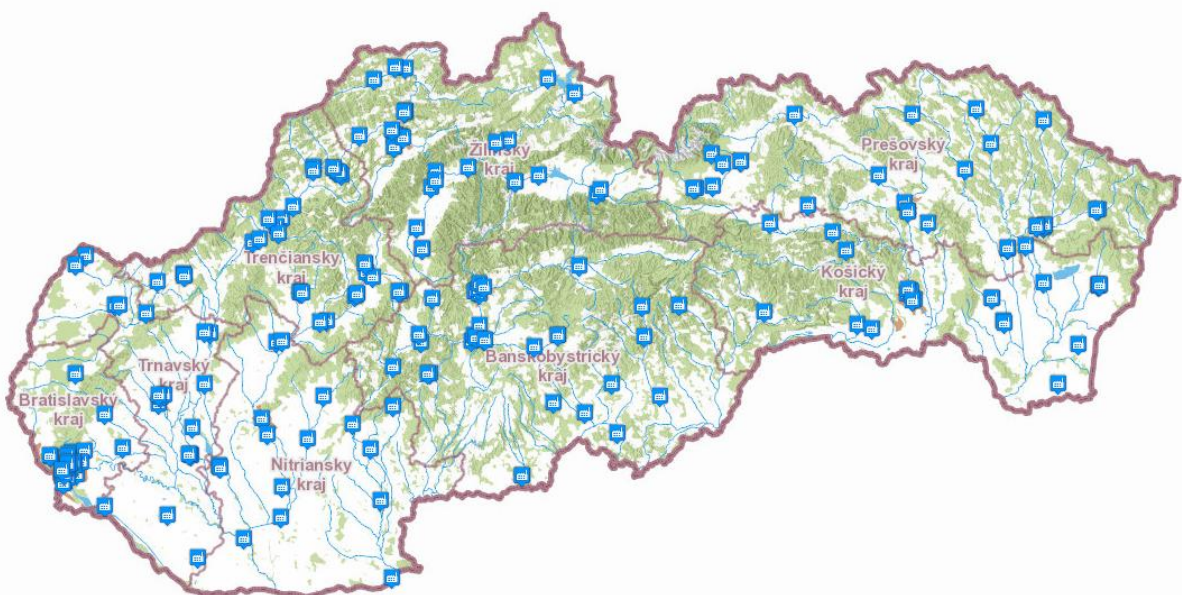 Žilinský
kraj
Prešovský
kraj
Trenčiansky
kraj
Košický
kraj
Trnavský
kraj
Banskobystrický
kraj
Bratislavský
kraj
Nitriansky
kraj